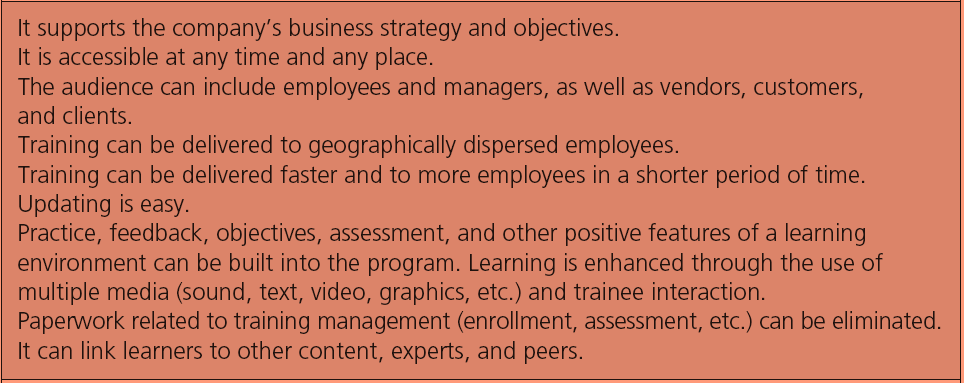 It supports the company’s business strategy and objectives.
It is accessible at any time and any place.
The audience can include employees and managers, as well as vendors, customers,
and clients.
Training can be delivered to geographically dispersed employees.
Training can be delivered faster and to more employees in a shorter period of time.
Updating is easy.
Practice, feedback, objectives, assessment, and other positive features of a learning
environment can be built into the program. Learning is enhanced through the use of
multiple media (sound, text, video, graphics, etc.) and trainee interaction.
Paperwork related to training management (enrollment, assessment, etc.) can be eliminated.
It can link learners to other content, experts, and peers.